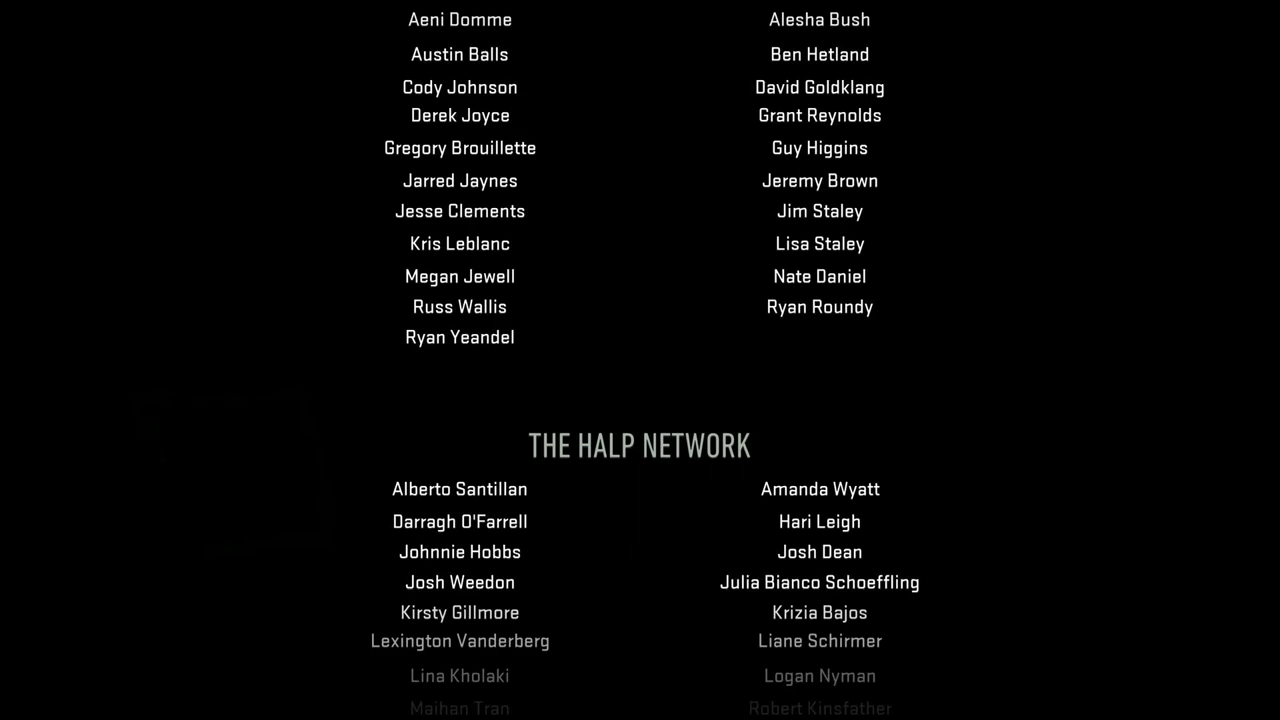 Aeni Domme Alesha Bush
Austin Balls Ben Hetland
Cody Johnson David Goldklang
Derek Joyce Grant Reynolds
Gregory Brouillette Guy Higgins
Jarred Jaynes Jeremy Brown
Jesse Clements Jim Staley
Kris Leblanc Lisa Staley
Megan Jewell Nate Daniel
Russ Wallis Ryan Roundy
Ryan Yeandel
THE HALP NETWORK
Alberto Santillan Amanda Wyatt
Darragh O'Farrell Hari Leigh
Johnnie Hobbs Josh Dean
Josh Weedon Julia Bianco Schoeffling
Kirsty Gillmore Krizia Bajos
Lexington Vanderberg Liane Schirmer
Lina Kholaki Logan Nyman
Maihan Tran Robert Kinsfather